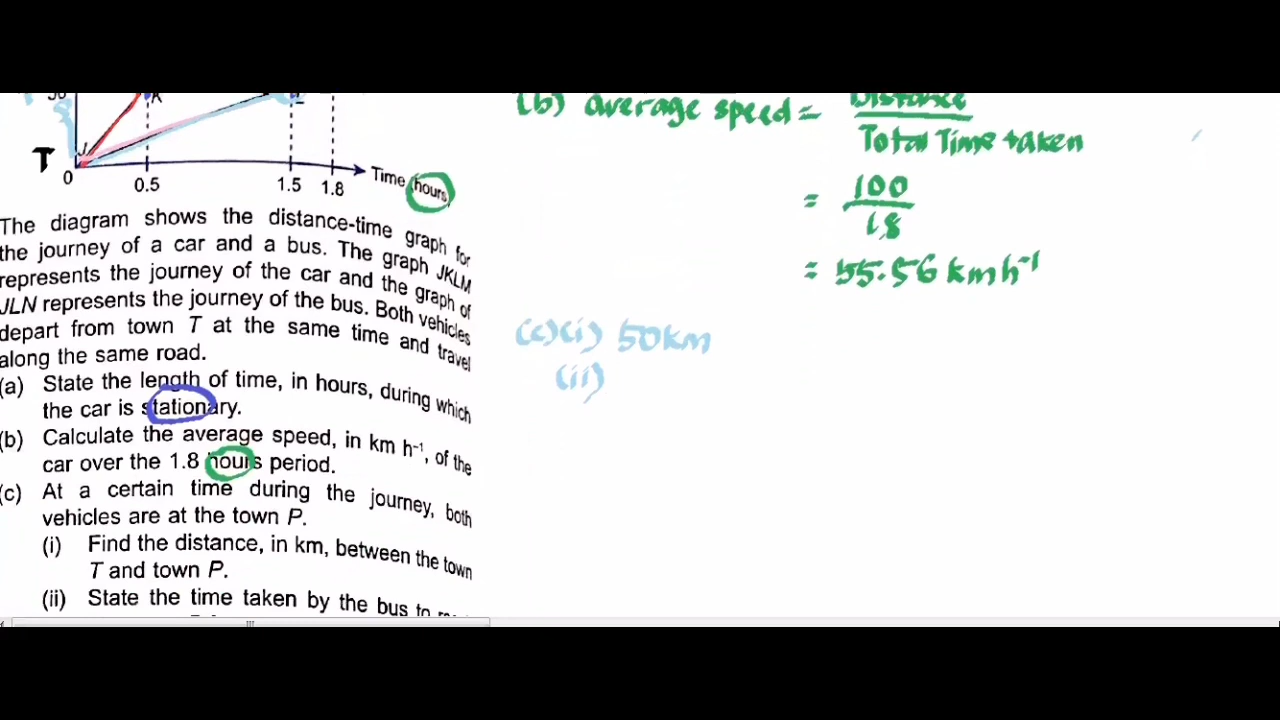 50 K L
T J
0 0.5 1.5 1.8 Time (hours)
The diagram shows the distance-time graph for
the journey of a car and a bus. The graph JKLM
represents the journey of the car and the graph of
JLN represents the journey of the bus. Both vehicles
depart from town T at the same time and travel
along the same road.
(a) State the length of time, in hours, during which
the car is stationary.
(b) Calculate the average speed, in km h⁻¹, of the
car over the 1.8 hours period.
(c) At a certain time during the journey, both
vehicles are at the town P.
(i) Find the distance, in km, between the town
T and town P.
(ii) State the time taken by the bus to
(b) average speed = Distance
Total Time taken
= 100
1.8
= 55.56 km h⁻¹
(c)(i) 50km
(ii)